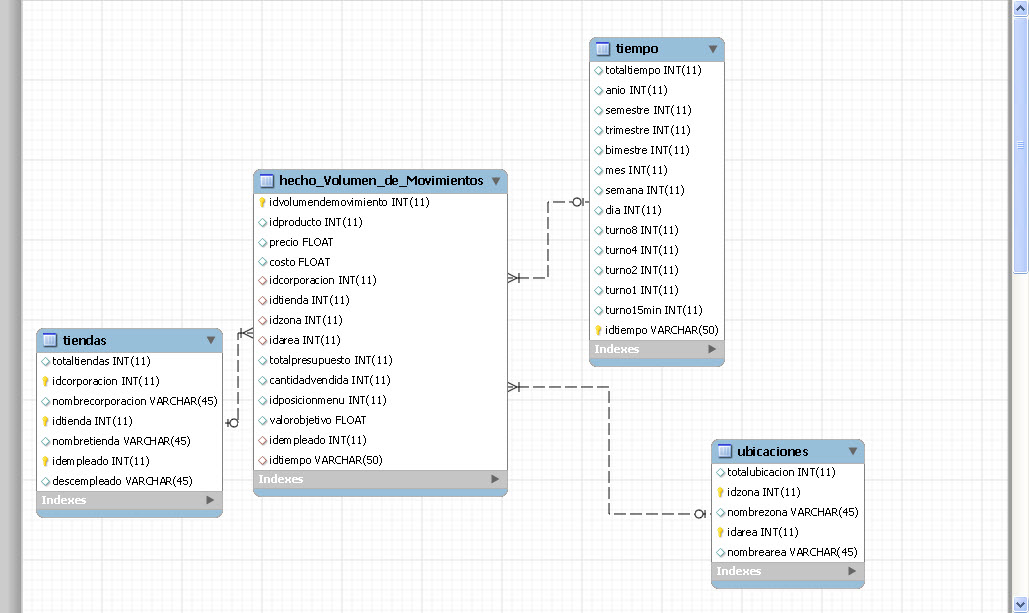 tiempo
totaltiempo INT(11)
anio INT(11)
semestre INT(11)
trimestre INT(11)
bimestre INT(11)
mes INT(11)
semana INT(11)
dia INT(11)
turno8 INT(11)
turno4 INT(11)
turno2 INT(11)
turno1 INT(11)
turno15min INT(11)
idtiempo VARCHAR(50)
Indexes
hecho_Volumen_de_Movimientos
idvolumendemovimiento INT(11)
idproducto INT(11)
precio FLOAT
costo FLOAT
idcorporacion INT(11)
idtienda INT(11)
idzona INT(11)
idarea INT(11)
totalpresupuesto INT(11)
cantidadvendida INT(11)
idposicionmenu INT(11)
valorobjetivo FLOAT
idempleado INT(11)
idtiempo VARCHAR(50)
Indexes
tiendas
totaltiendas INT(11)
idcorporacion INT(11)
nombrecorporacion VARCHAR(45)
idtienda INT(11)
nombretienda VARCHAR(45)
idempleado INT(11)
descempleado VARCHAR(45)
Indexes
ubicaciones
totalubicacion INT(11)
idzona INT(11)
nombrezona VARCHAR(45)
idarea INT(11)
nombrearea VARCHAR(45)
Indexes